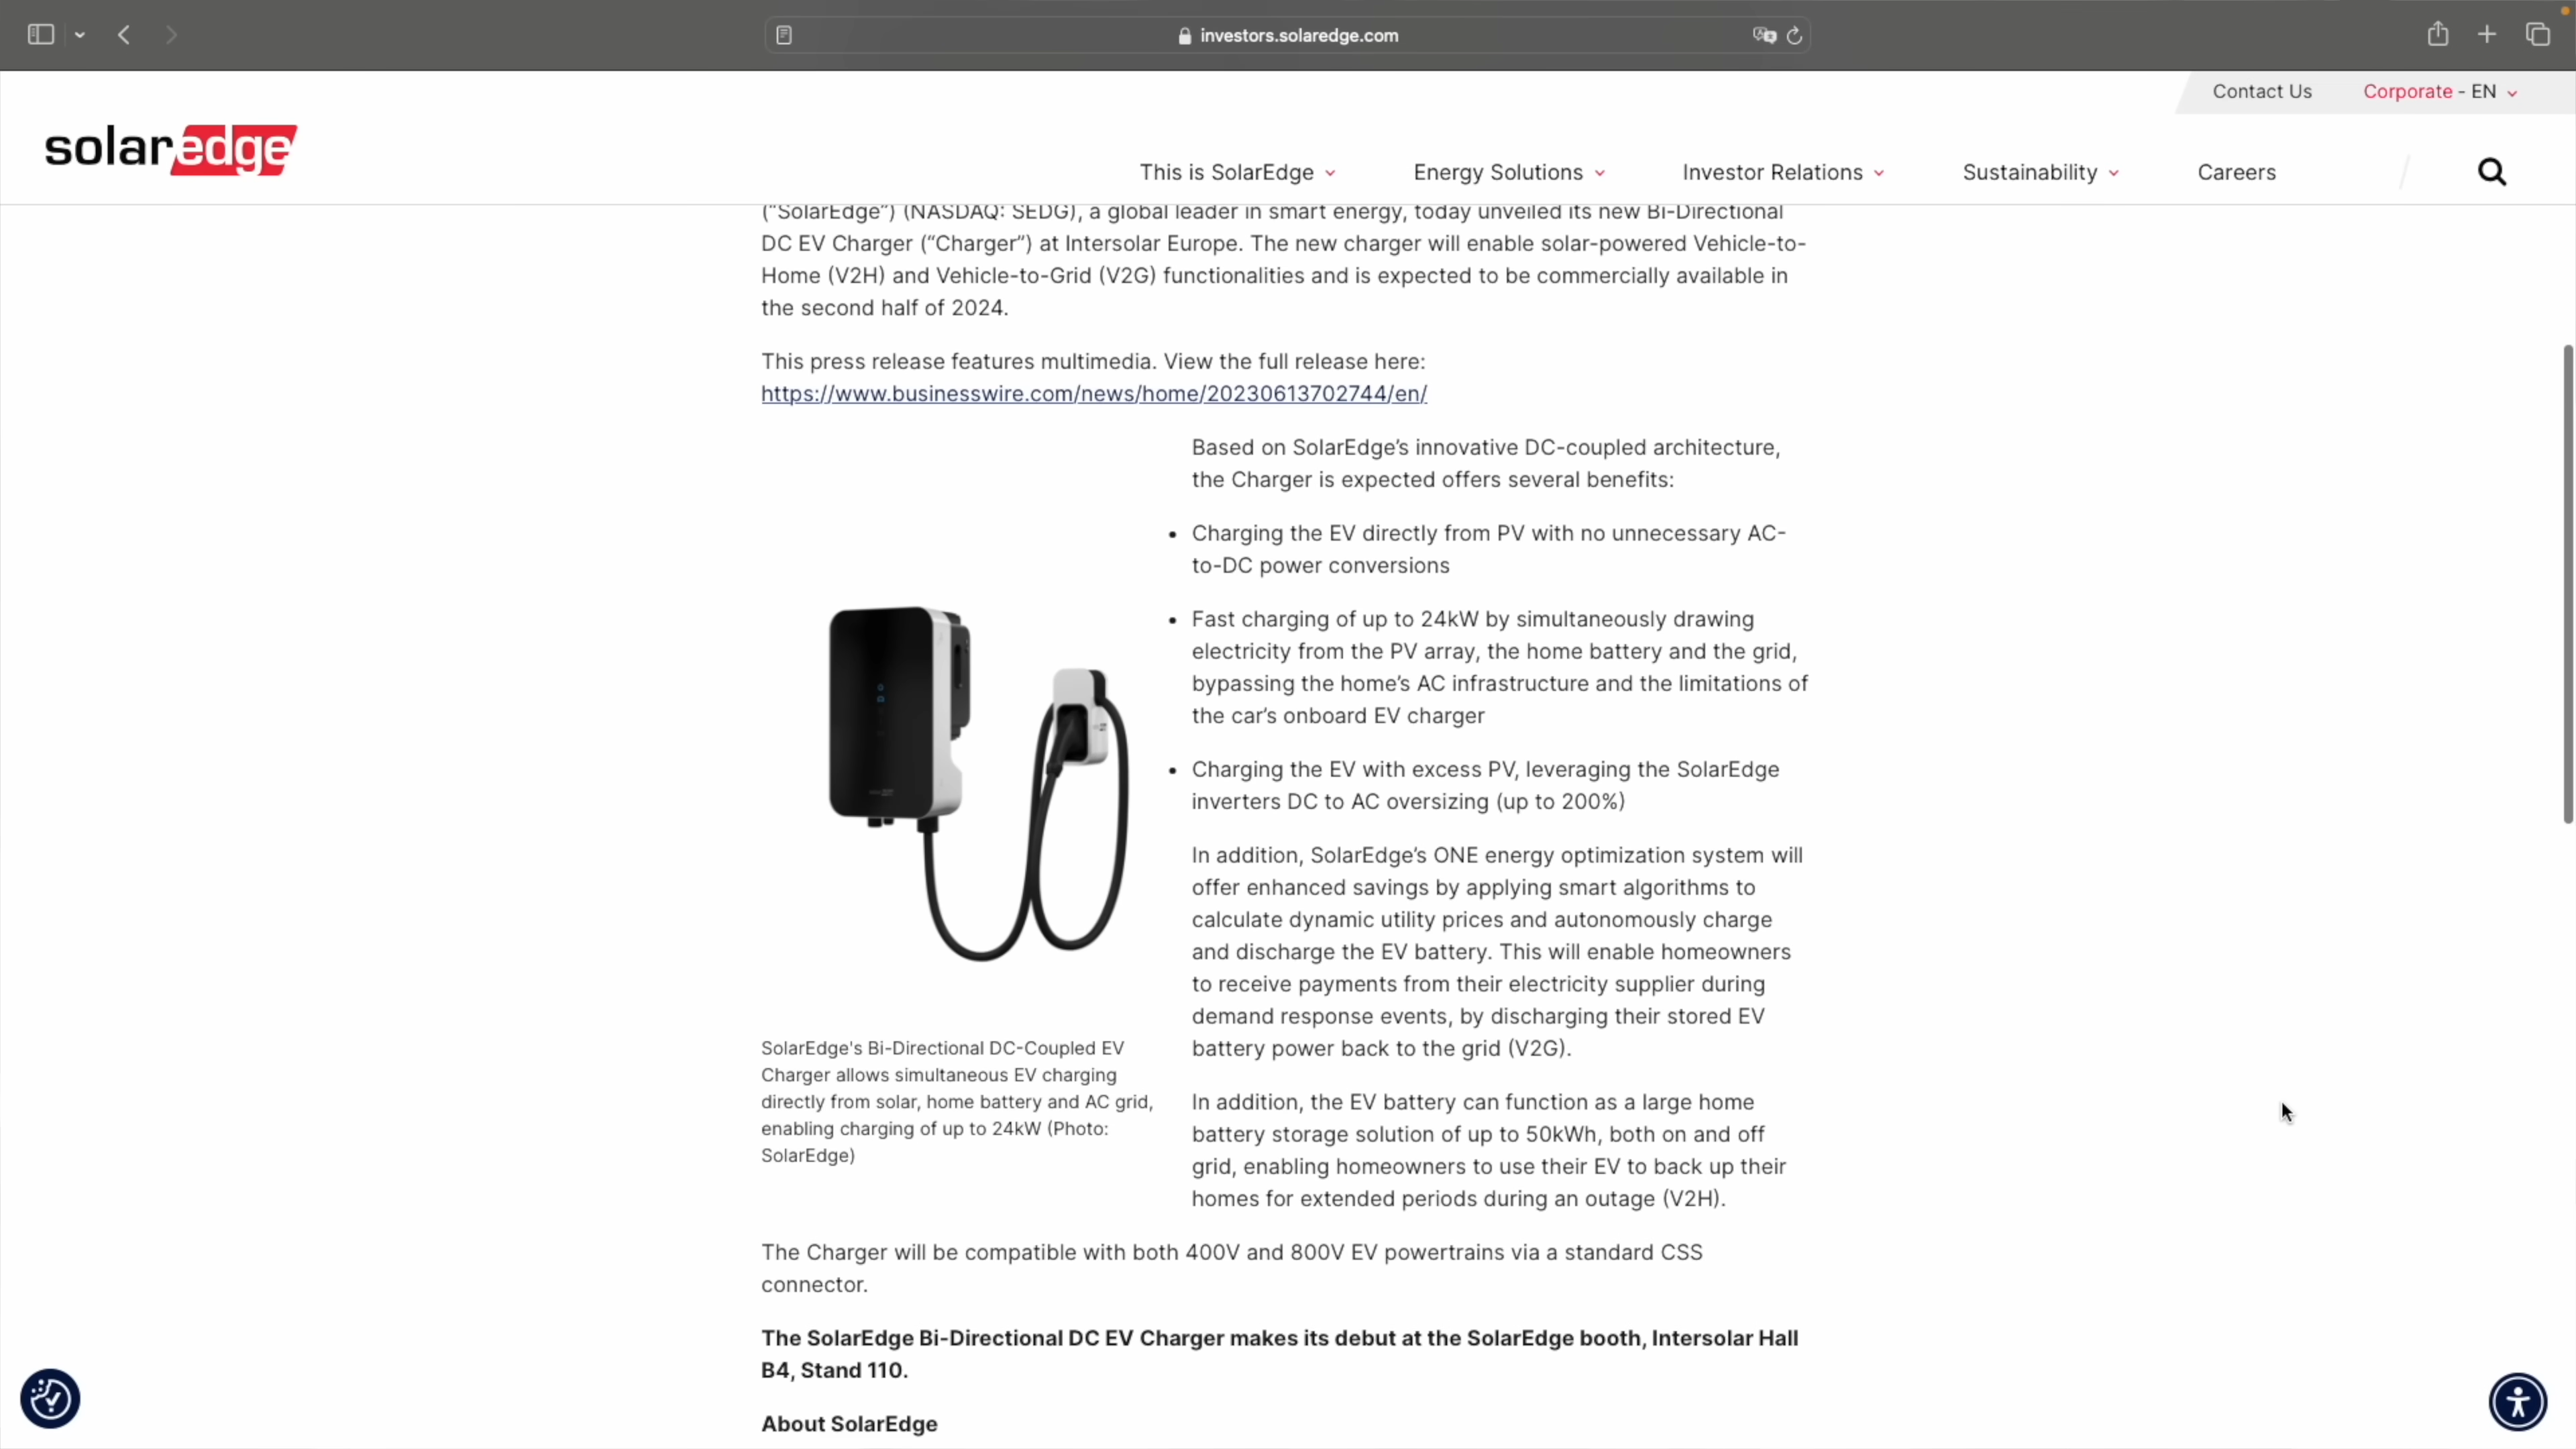 investors.solaredge.com
Contact Us
Corporate - EN
solaredge
This is SolarEdge
Energy Solutions
Investor Relations
Sustainability
Careers
(“SolarEdge”) (NASDAQ: SEDG), a global leader in smart energy, today unveiled its new Bi-Directional
DC EV Charger (“Charger”) at Intersolar Europe. The new charger will enable solar-powered Vehicle-to-
Home (V2H) and Vehicle-to-Grid (V2G) functionalities and is expected to be commercially available in
the second half of 2024.
This press release features multimedia. View the full release here:
https://www.businesswire.com/news/home/20230613702744/en/
Based on SolarEdge’s innovative DC-coupled architecture,
the Charger is expected offers several benefits:
• Charging the EV directly from PV with no unnecessary AC-
to-DC power conversions
• Fast charging of up to 24kW by simultaneously drawing
electricity from the PV array, the home battery and the grid,
bypassing the home’s AC infrastructure and the limitations of
the car’s onboard EV charger
• Charging the EV with excess PV, leveraging the SolarEdge
inverters DC to AC oversizing (up to 200%)
In addition, SolarEdge’s ONE energy optimization system will
offer enhanced savings by applying smart algorithms to
calculate dynamic utility prices and autonomously charge
and discharge the EV battery. This will enable homeowners
to receive payments from their electricity supplier during
demand response events, by discharging their stored EV
battery power back to the grid (V2G).
In addition, the EV battery can function as a large home
battery storage solution of up to 50kWh, both on and off
grid, enabling homeowners to use their EV to back up their
homes for extended periods during an outage (V2H).
SolarEdge's Bi-Directional DC-Coupled EV
Charger allows simultaneous EV charging
directly from solar, home battery and AC grid,
enabling charging of up to 24kW (Photo:
SolarEdge)
The Charger will be compatible with both 400V and 800V EV powertrains via a standard CSS
connector.
The SolarEdge Bi-Directional DC EV Charger makes its debut at the SolarEdge booth, Intersolar Hall
B4, Stand 110.
About SolarEdge